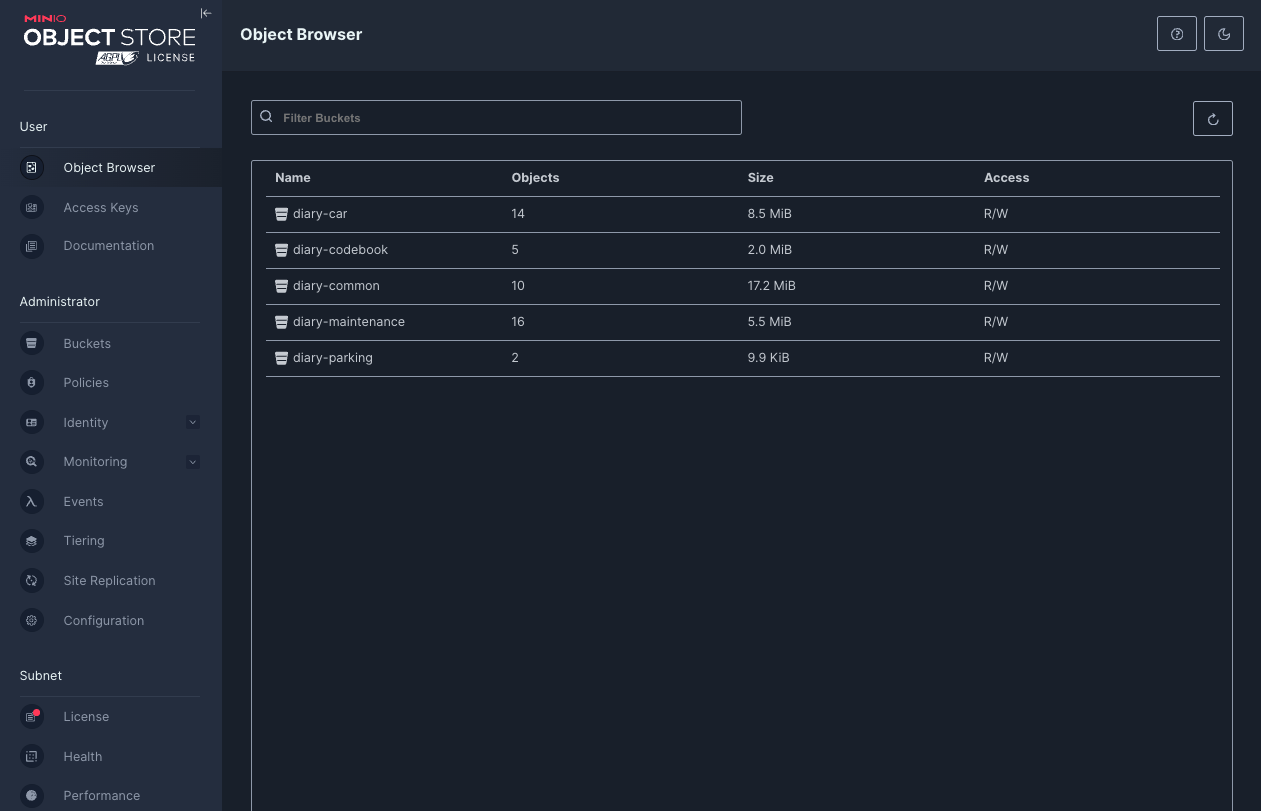 MINIO
OBJECT STORE
LICENSE
User
Object Browser
Access Keys
Documentation
Administrator
Buckets
Policies
Identity
Monitoring
Events
Tiering
Site Replication
Configuration
Subnet
License
Health
Performance
Object Browser
Filter Buckets
Name Objects Size Access
diary-car 14 8.5 MiB R/W
diary-codebook 5 2.0 MiB R/W
diary-common 10 17.2 MiB R/W
diary-maintenance 16 5.5 MiB R/W
diary-parking 2 9.9 KiB R/W